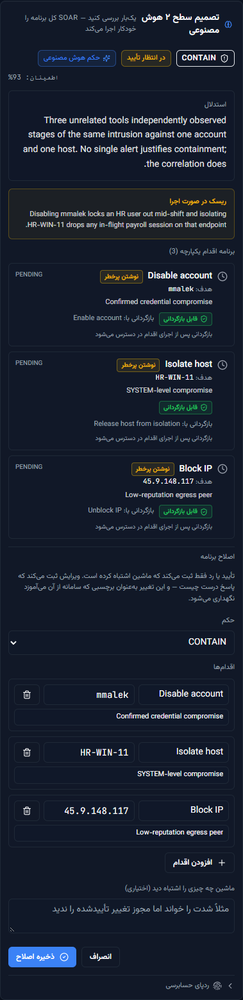 تصمیم سطح ۲ هوش مصنوعی
یک‌بار بررسی کنید — SOAR کل برنامه را خودکار اجرا می‌کند
CONTAIN
در انتظار تأیید
حکم هوش مصنوعی
اطمینان: 93%
استدلال
Three unrelated tools independently observed
stages of the same intrusion against one account
and one host. No single alert justifies containment;
the correlation does.
ریسک در صورت اجرا
Disabling mmalek locks an HR user out mid-shift and isolating
HR-WIN-11 drops any in-flight payroll session on that endpoint.
برنامه اقدام یکپارچه (3)
Disable account نوشتن پرخطر PENDING
هدف: mmalek
Confirmed credential compromise
قابل بازگردانی بازگردانی با: Enable account
بازگردانی پس از اجرای اقدام در دسترس می‌شود
Isolate host نوشتن پرخطر PENDING
هدف: HR-WIN-11
SYSTEM-level compromise
قابل بازگردانی
بازگردانی با: Release host from isolation
بازگردانی پس از اجرای اقدام در دسترس می‌شود
Block IP نوشتن پرخطر PENDING
هدف: 45.9.148.117
Low-reputation egress peer
قابل بازگردانی بازگردانی با: Unblock IP
بازگردانی پس از اجرای اقدام در دسترس می‌شود
اصلاح برنامه
تأیید یا رد فقط ثبت می‌کند که ماشین اشتباه کرده است. ویرایش ثبت می‌کند که
پاسخ درست چیست — و این تغییر به‌عنوان برچسبی که سامانه از آن می‌آموزد
نگهداری می‌شود.
حکم
CONTAIN
اقدام‌ها
Disable account mmalek
Confirmed credential compromise
Isolate host HR-WIN-11
SYSTEM-level compromise
Block IP 45.9.148.117
Low-reputation egress peer
افزودن اقدام
ماشین چه چیزی را اشتباه دید (اختیاری)
مثلاً شدت را خواند اما مجوز تغییر تأییدشده را ندید
انصراف
ذخیره اصلاح
ردپای حسابرسی